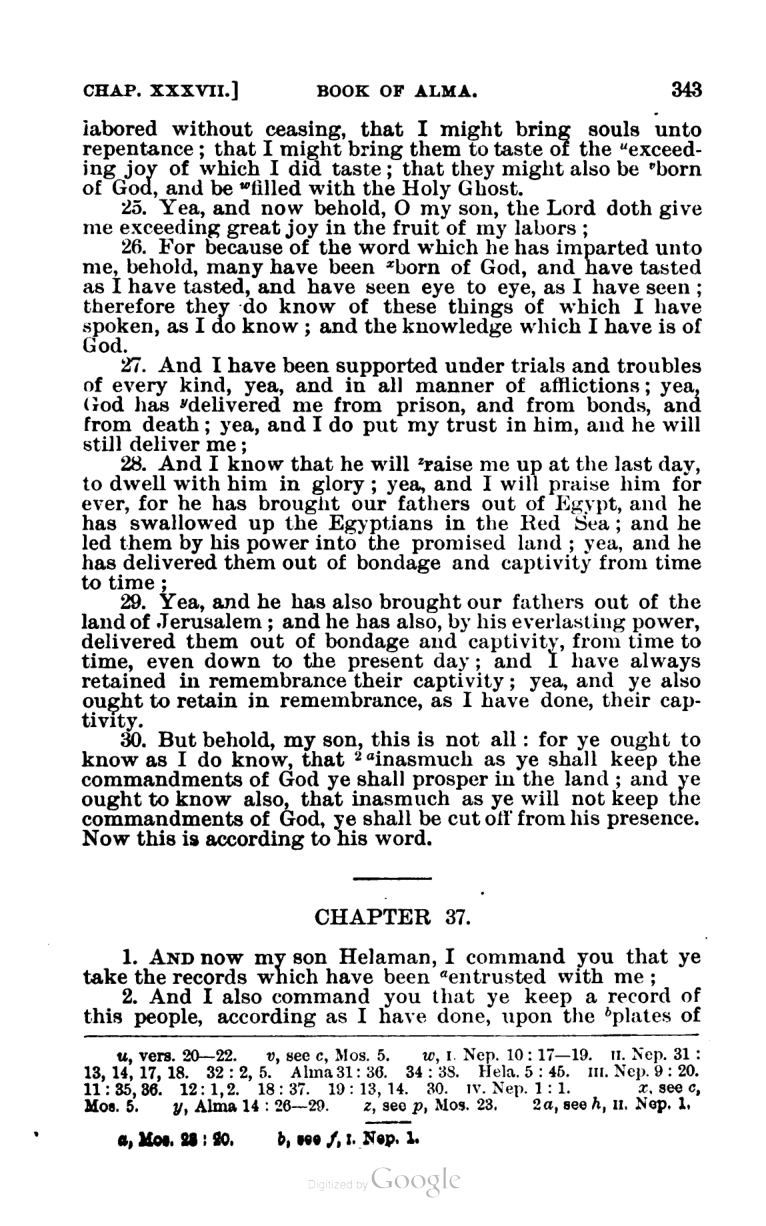 CHAP. XXXVII.] BOOK OF ALMA. 343
labored without ceasing, that I might bring souls unto
repentance; that I might bring them to taste of the ᵘexceed-
ing joy of which I did taste; that they might also be ᵛborn
of God, and be ʷfilled with the Holy Ghost.
25. Yea, and now behold, O my son, the Lord doth give
me exceeding great joy in the fruit of my labors;
26. For because of the word which he has imparted unto
me, behold, many have been ˣborn of God, and have tasted
as I have tasted, and have seen eye to eye, as I have seen;
therefore they do know of these things of which I have
spoken, as I do know; and the knowledge which I have is of
God.
27. And I have been supported under trials and troubles
of every kind, yea, and in all manner of afflictions; yea,
God has ʸdelivered me from prison, and from bonds, and
from death; yea, and I do put my trust in him, and he will
still deliver me;
28. And I know that he will ᶻraise me up at the last day,
to dwell with him in glory; yea, and I will praise him for
ever, for he has brought our fathers out of Egypt, and he
has swallowed up the Egyptians in the Red Sea; and he
led them by his power into the promised land; yea, and he
has delivered them out of bondage and captivity from time
to time;
29. Yea, and he has also brought our fathers out of the
land of Jerusalem; and he has also, by his everlasting power,
delivered them out of bondage and captivity, from time to
time, even down to the present day; and I have always
retained in remembrance their captivity; yea, and ye also
ought to retain in remembrance, as I have done, their cap-
tivity.
30. But behold, my son, this is not all: for ye ought to
know as I do know, that ²ᵃinasmuch as ye shall keep the
commandments of God ye shall prosper in the land; and ye
ought to know also, that inasmuch as ye will not keep the
commandments of God, ye shall be cut off from his presence.
Now this is according to his word.
CHAPTER 37.
1. AND now my son Helaman, I command you that ye
take the records which have been ᵃentrusted with me;
2. And I also command you that ye keep a record of
this people, according as I have done, upon the ᵇplates of
u, vers. 20—22. v, see c, Mos. 5. w, I. Nep. 10:17—19. II. Nep. 31:
13, 14, 17, 18. 32:2, 5. Alma 31:36. 34:38. Hela. 5:45. III. Nep. 9:20.
11:35, 36. 12:1, 2. 18:37. 19:13, 14. 30. IV. Nep. 1:1. x, see c,
Mos. 5. y, Alma 14:26—29. z, see p, Mos. 23. 2a, see h, II. Nep. 1.
a, Mos. 28:20. b, see f, I. Nep. 1.
Digitized by Google